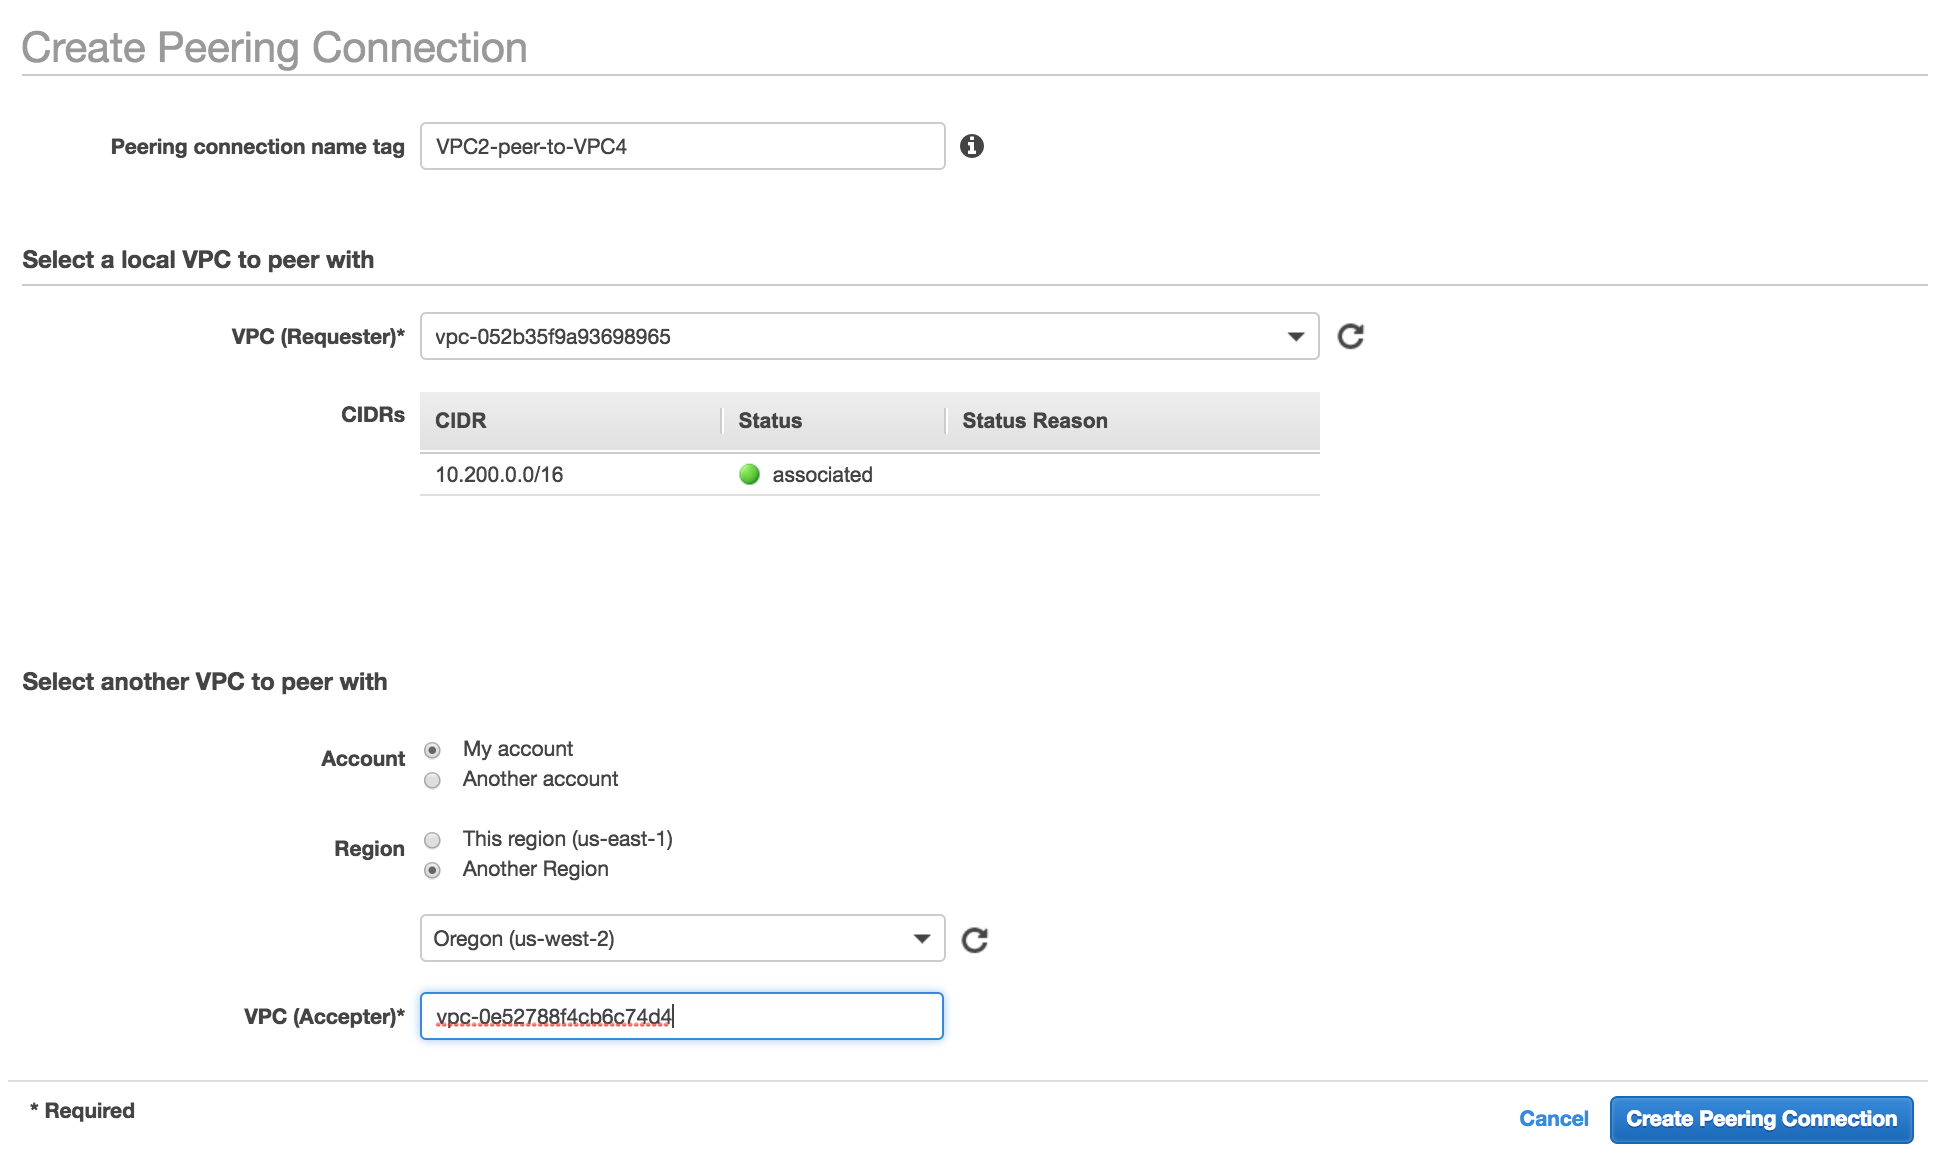 Create Peering Connection
Peering connection name tag VPC2-peer-to-VPC4
Select a local VPC to peer with
VPC (Requester)* vpc-052b35f9a93698965
CIDRs CIDR Status Status Reason
10.200.0.0/16 associated
Select another VPC to peer with
Account My account
Another account
Region This region (us-east-1)
Another Region
Oregon (us-west-2)
VPC (Accepter)* vpc-0e52788f4cb6c74d4
* Required Cancel Create Peering Connection